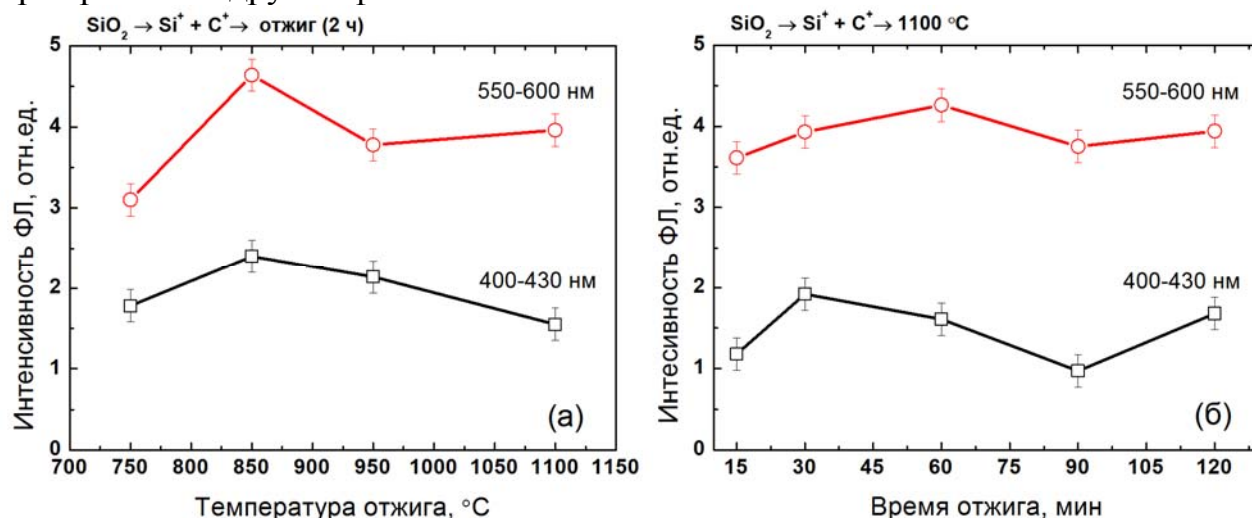 SiO2 → Si+ + C+ → отжиг (2 ч)
550-600 нм
400-430 нм
(а)
Интенсивность ФЛ, отн.ед.
5
4
3
2
1
0
700 750 800 850 900 950 1000 1050 1100 1150
Температура отжига, °C
SiO2 → Si+ + C+ → 1100 °C
550-600 нм
400-430 нм
(б)
Интесивность ФЛ, отн.ед.
5
4
3
2
1
0
15 30 45 60 75 90 105 120
Время отжига, мин